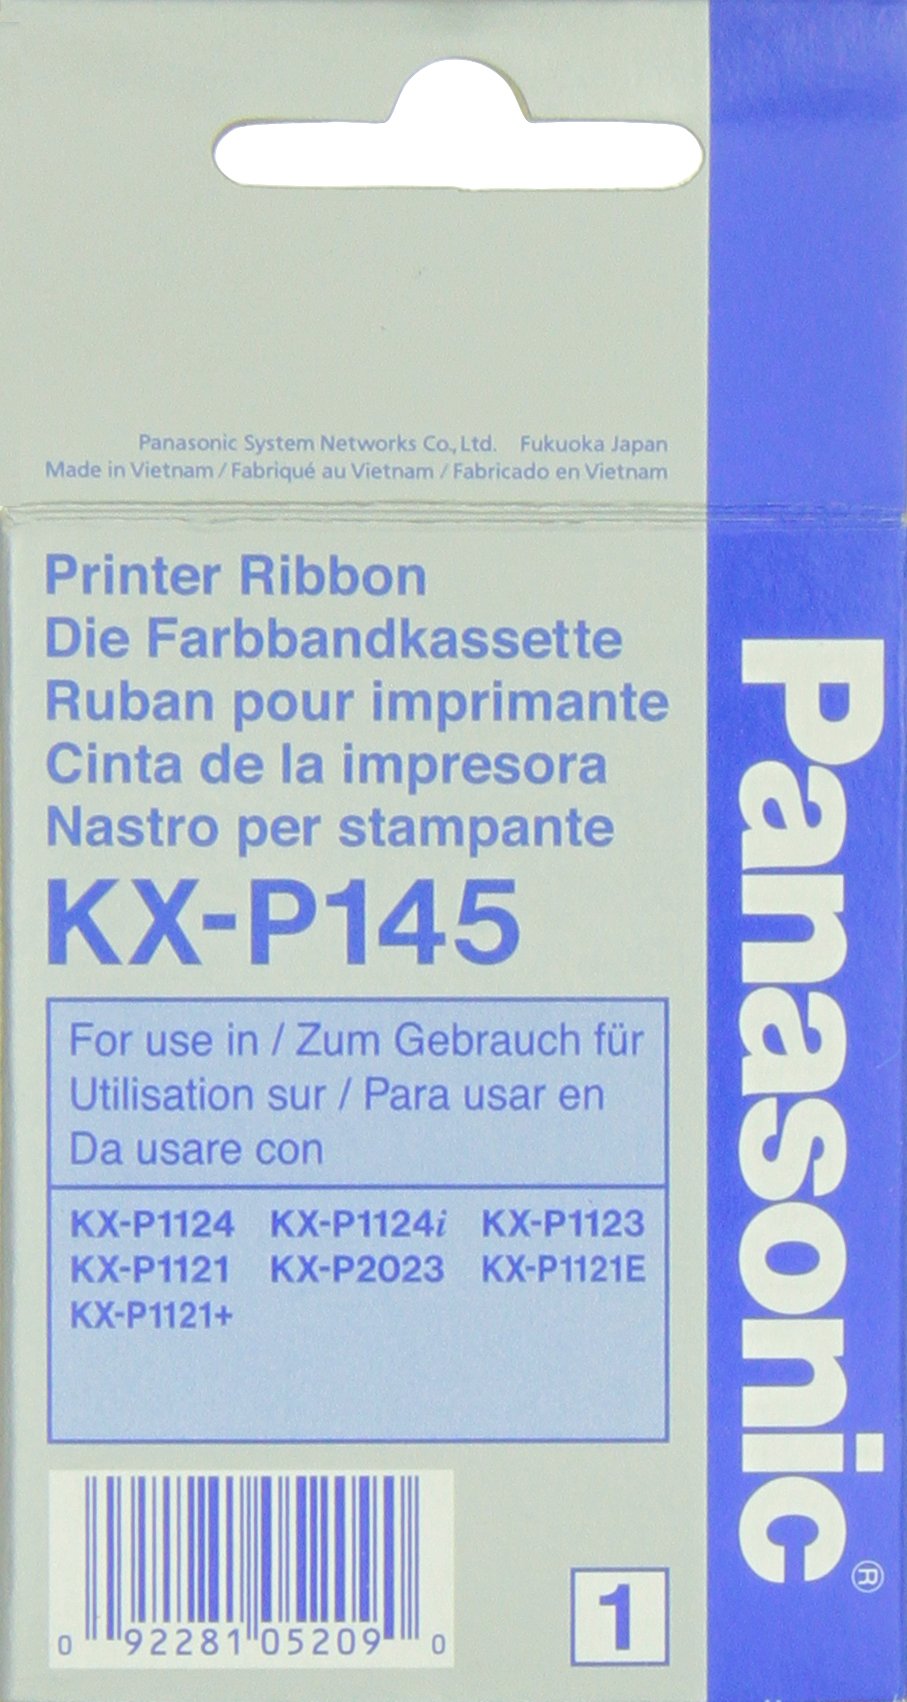 Panasonic System Networks Co., Ltd. Fukuoka Japan
Made in Vietnam / Fabriqué au Vietnam / Fabricado en Vietnam
Printer Ribbon
Die Farbbandkassette
Ruban pour imprimante
Cinta de la impresora
Nastro per stampante
KX-P145
For use in / Zum Gebrauch für
Utilisation sur / Para usar en
Da usare con
KX-P1124 KX-P1124i KX-P1123
KX-P1121 KX-P2023 KX-P1121E
KX-P1121+
0 92281 05209 0
1
Panasonic®